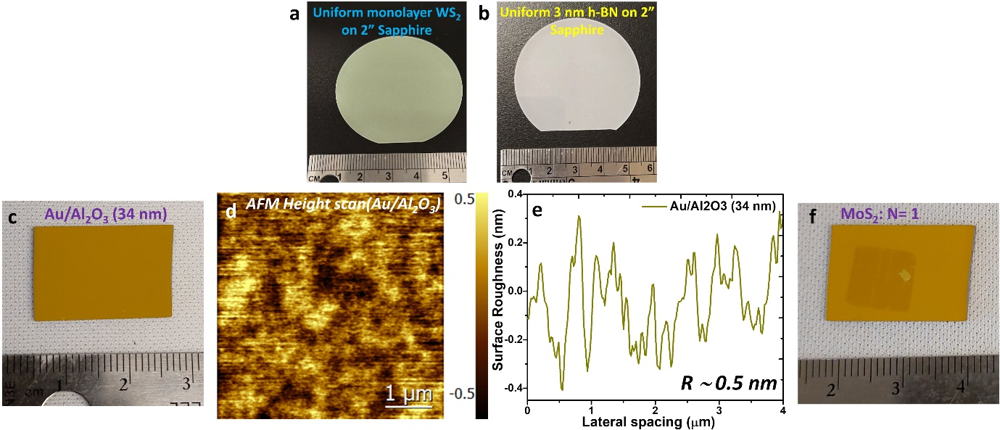 a
Uniform monolayer WS₂
on 2” Sapphire
CM 1 2 3 4 5
b
Uniform 3 nm h-BN on 2”
Sapphire
CM 1 2 3 4 5 6
c
Au/Al₂O₃ (34 nm)
cm 1 2 3
d
AFM Height scan(Au/Al₂O₃)
0.5
-0.5
1 µm
e
Au/Al2O3 (34 nm)
Surface Roughness (nm)
0.4
0.2
0.0
-0.2
-0.4
R ~ 0.5 nm
0 1 2 3 4
Lateral spacing (µm)
f
MoS₂: N= 1
2 3 4